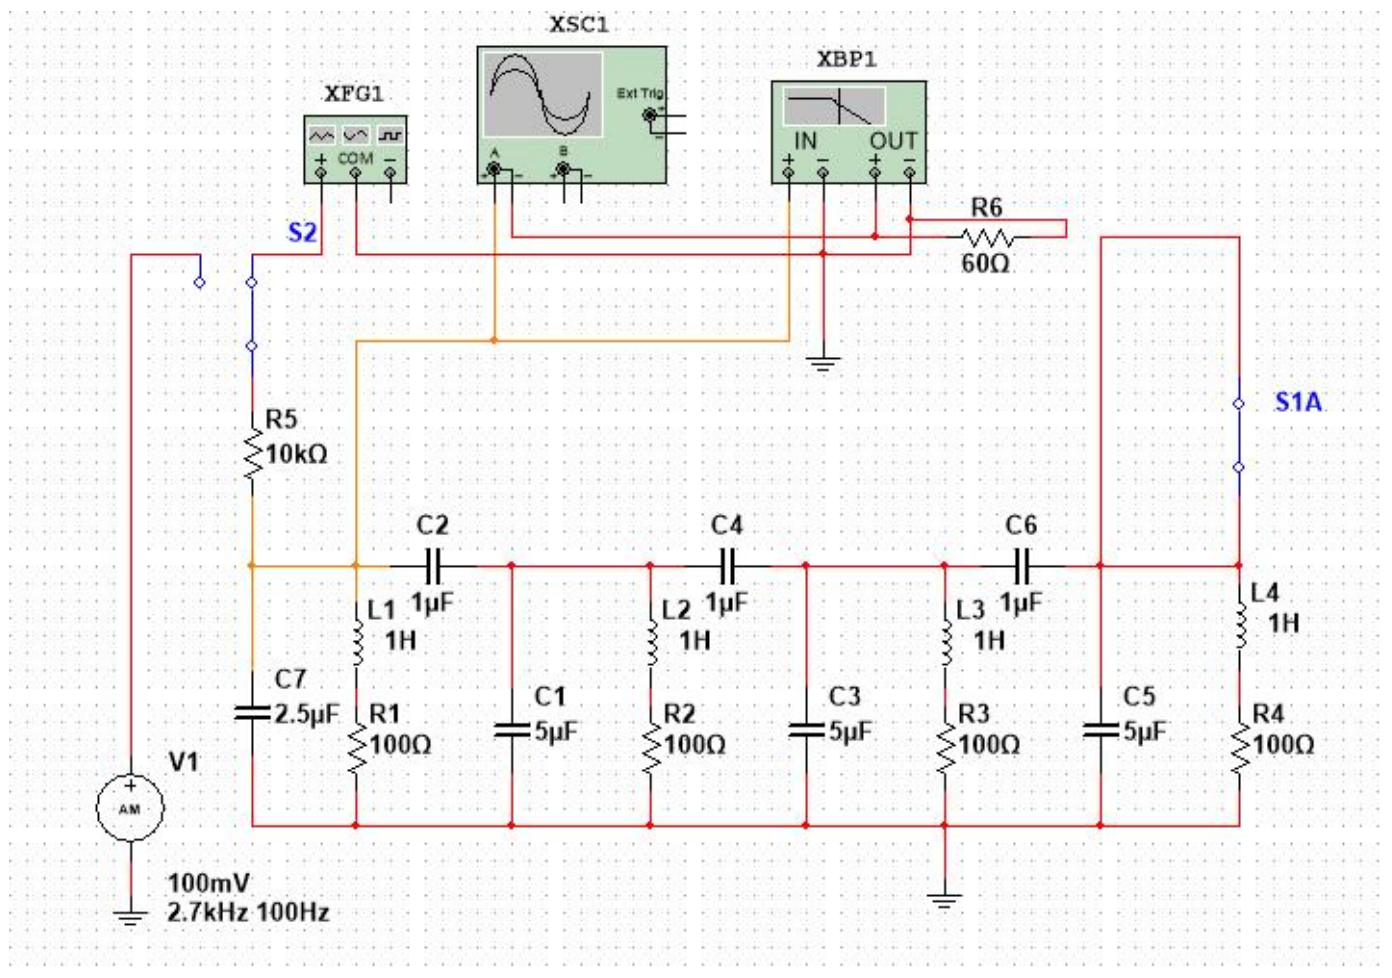 XSC1
XBP1
XFG1
Ext Trig
+
-
IN OUT
+ - + -
A B
+ - + -
COM
+ -
S2
R6
60Ω
S1A
R5
10kΩ
C2
C4
C6
1µF
1µF
1µF
L1
1H
L2
1H
L3
1H
L4
1H
C7
2.5µF
R1
100Ω
C1
5µF
R2
100Ω
C3
5µF
R3
100Ω
C5
5µF
R4
100Ω
V1
+
AM
100mV
2.7kHz 100Hz